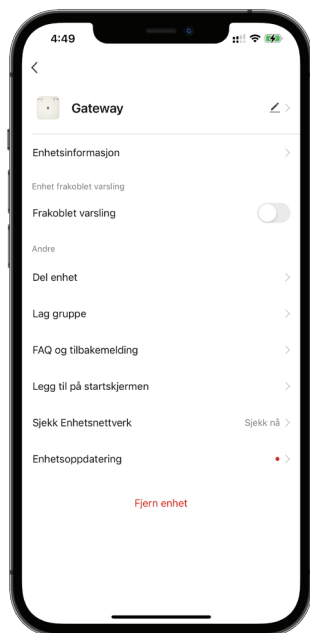 4:49
Gateway
Enhetsinformasjon
Enhet frakoblet varsling
Frakoblet varsling
Andre
Del enhet
Lag gruppe
FAQ og tilbakemelding
Legg til på startskjermen
Sjekk Enhetsnettverk Sjekk nå
Enhetsoppdatering
Fjern enhet